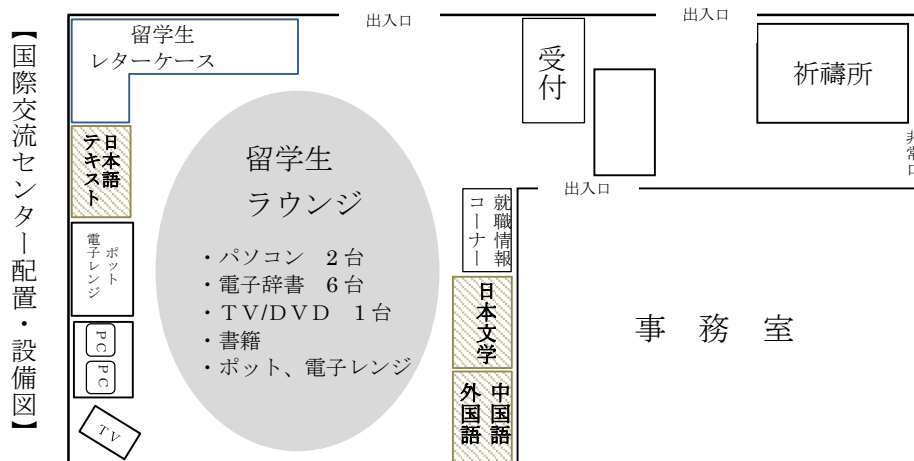 【国際交流センター配置・設備図】
出入口
出入口
留学生
レターケース
受付
祈禱所
非常口
日本語
テキスト
留学生
ラウンジ
出入口
就職情報
コーナー
ポット
電子レンジ
・パソコン　2 台
・電子辞書　6 台
・ＴＶ/ＤＶＤ　1 台
・書籍
・ポット、電子レンジ
日本文学
事　務　室
ＰＣ
ＰＣ
中国語
外国語
ＴＶ